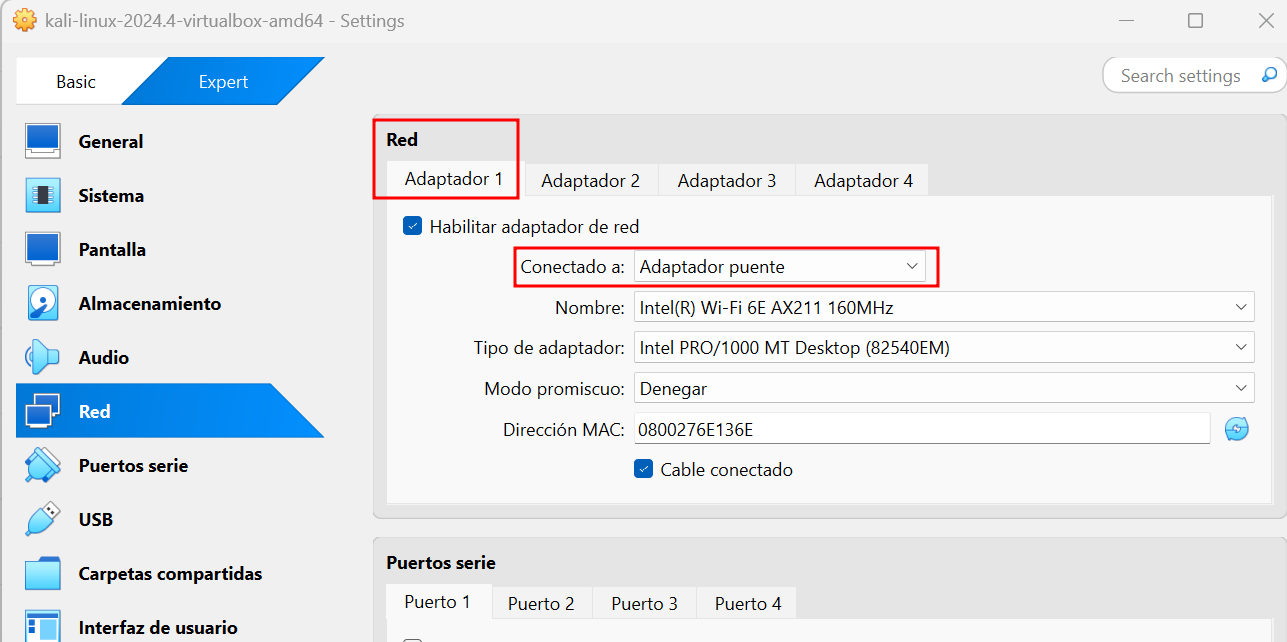 kali-linux-2024.4-virtualbox-amd64 - Settings
Basic
Expert
Search settings
General
Sistema
Pantalla
Almacenamiento
Audio
Red
Puertos serie
USB
Carpetas compartidas
Interfaz de usuario
Red
Adaptador 1 Adaptador 2 Adaptador 3 Adaptador 4
Habilitar adaptador de red
Conectado a: Adaptador puente
Nombre: Intel(R) Wi-Fi 6E AX211 160MHz
Tipo de adaptador: Intel PRO/1000 MT Desktop (82540EM)
Modo promiscuo: Denegar
Dirección MAC: 0800276E136E
Cable conectado
Puertos serie
Puerto 1 Puerto 2 Puerto 3 Puerto 4